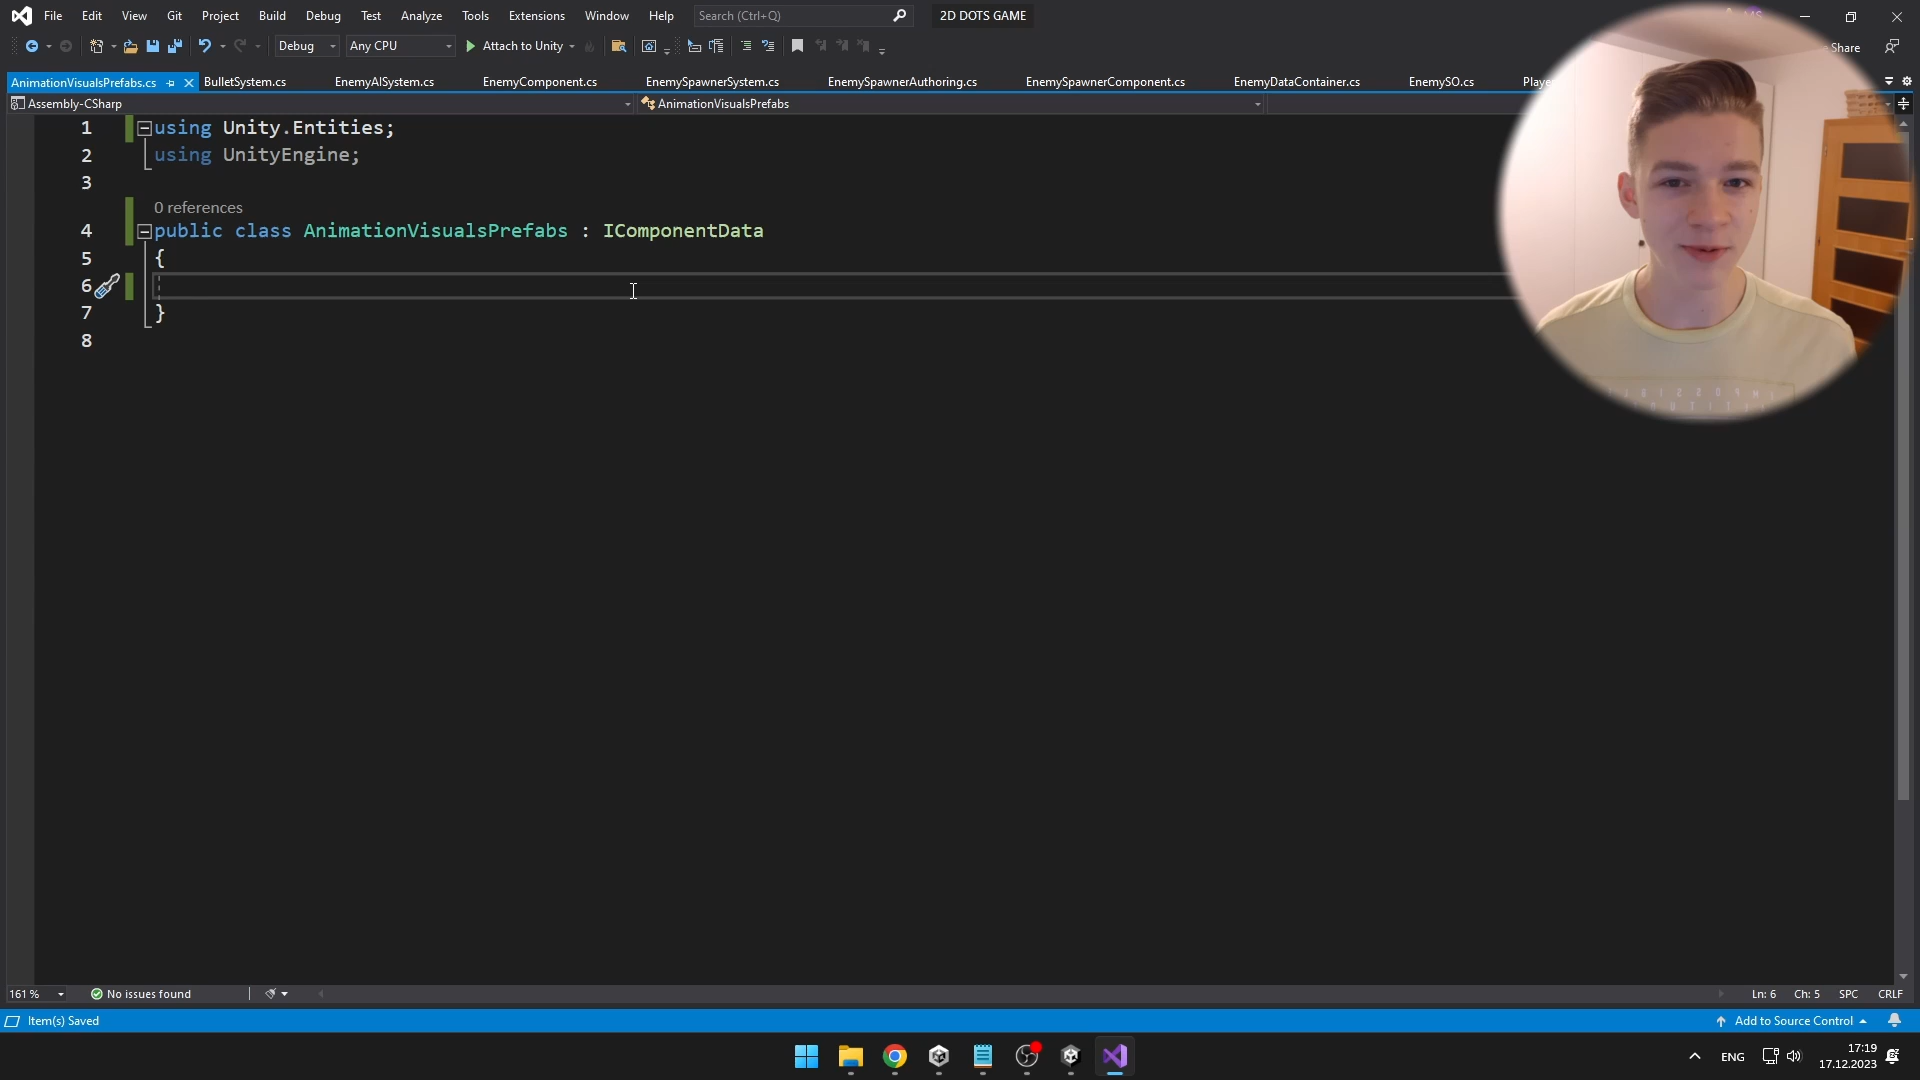 File Edit View Git Project Build Debug Test Analyze Tools Extensions Window Help Search (Ctrl+Q) 2D DOTS GAME
Debug Any CPU Attach to Unity Share
AnimationVisualsPrefabs.cs BulletSystem.cs EnemyAISystem.cs EnemyComponent.cs EnemySpawnerSystem.cs EnemySpawnerAuthoring.cs EnemySpawnerComponent.cs EnemyDataContainer.cs EnemySO.cs Player
Assembly-CSharp AnimationVisualsPrefabs
1 using Unity.Entities;
2 using UnityEngine;
3
0 references
4 public class AnimationVisualsPrefabs : IComponentData
5 {
6
7 }
8
161 % No issues found Ln: 6 Ch: 5 SPC CRLF
Item(s) Saved Add to Source Control
ENG 17:19
17.12.2023